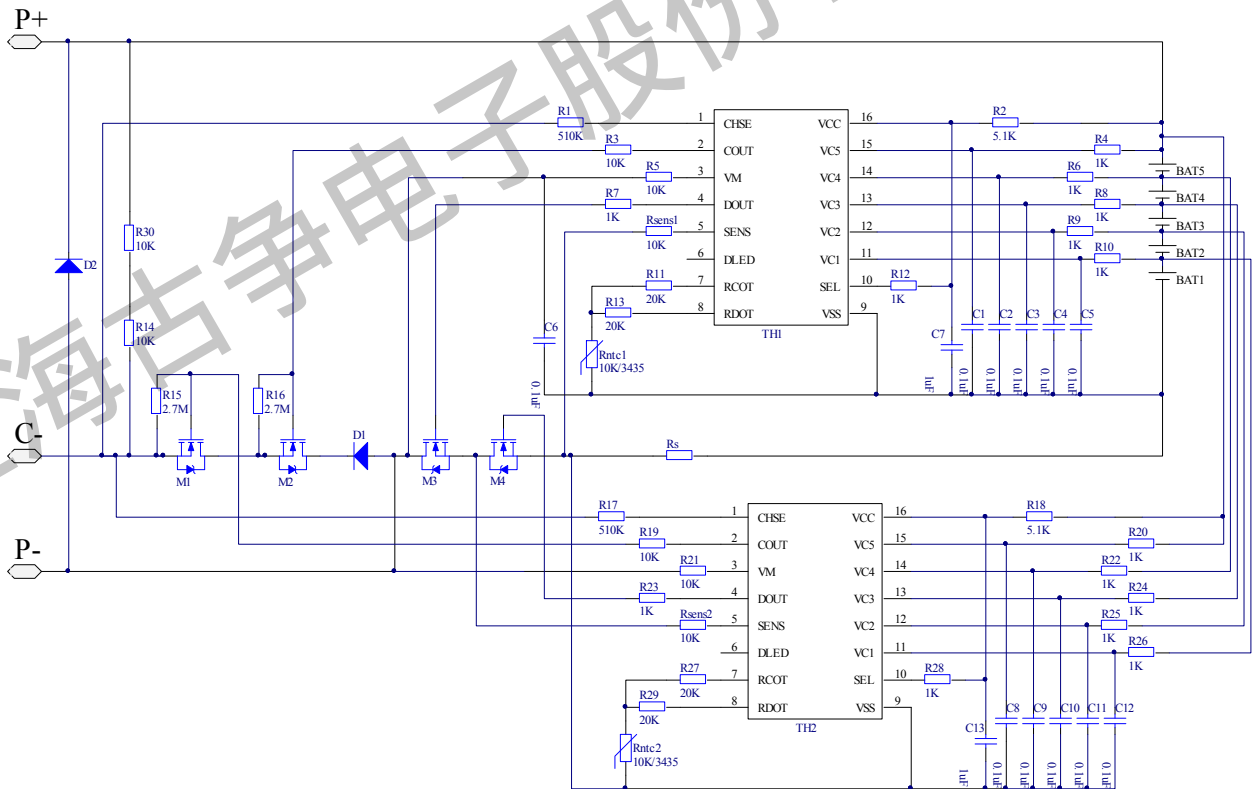 海古争电子股份
P+
R1
510K
1
CHSE
VCC
16
R2
5.1K
R3
10K
2
COUT
VC5
15
R4
1K
R5
10K
3
VM
VC4
14
R6
1K
BAT5
R7
1K
4
DOUT
VC3
13
R8
1K
BAT4
Rsens1
10K
5
SENS
VC2
12
R9
1K
BAT3
6
DLED
VC1
11
R10
1K
BAT2
R11
20K
7
RCOT
SEL
10
R12
1K
BAT1
R13
20K
8
RDOT
VSS
9
TH1
R30
10K
D2
R14
10K
C6
0.1uF
Rntc1
10K/3435
C7
1uF
C1
0.1uF
C2
0.1uF
C3
0.1uF
C4
0.1uF
C5
0.1uF
R15
2.7M
R16
2.7M
C-
M1
M2
D1
M3
M4
Rs
R17
510K
1
CHSE
VCC
16
R18
5.1K
R19
10K
2
COUT
VC5
15
R20
1K
P-
R21
10K
3
VM
VC4
14
R22
1K
R23
1K
4
DOUT
VC3
13
R24
1K
Rsens2
10K
5
SENS
VC2
12
R25
1K
6
DLED
VC1
11
R26
1K
R27
20K
7
RCOT
SEL
10
R28
1K
R29
20K
8
RDOT
VSS
9
TH2
Rntc2
10K/3435
C13
1uF
C8
0.1uF
C9
0.1uF
C10
0.1uF
C11
0.1uF
C12
0.1uF